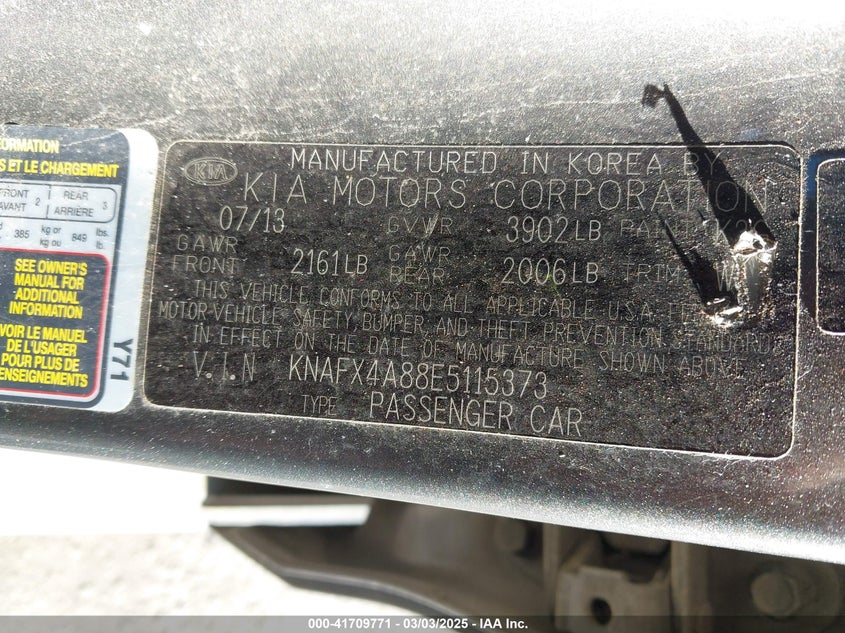 FORMATION
S ET LE CHARGEMENT
FRONT
AVANT 2
REAR
ARRIÈRE 3
385 kg or
kg ou 849 lbs.
lb.
SEE OWNER'S
MANUAL FOR
ADDITIONAL
INFORMATION
VOIR LE MANUEL
DE L'USAGER
POUR PLUS DE
RENSEIGNEMENTS
Y71
KIA
MANUFACTURED IN KOREA BY
KIA MOTORS CORPORATION
07/13 GVWR 3902LB
GAWR
FRONT 2161LB
GAWR
REAR 2006LB TRIM
THIS VEHICLE CONFORMS TO ALL APPLICABLE U.S.A.
MOTOR-VEHICLE SAFETY, BUMPER, AND THEFT PREVENTION STANDARDS
IN EFFECT ON THE DATE OF MANUFACTURE SHOWN ABOVE.
V.I.N KNAFX4A88E5115373
TYPE PASSENGER CAR
000-41709771 - 03/03/2025 - IAA Inc.